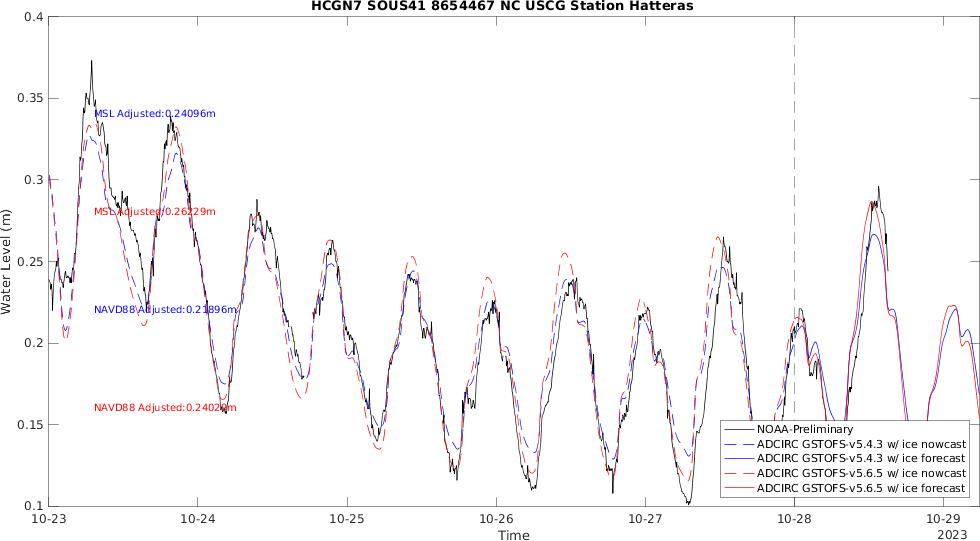 HCGN7 SOUS41 8654467 NC USCG Station Hatteras
0.4
0.35
0.3
0.25
0.2
0.15
0.1
Water Level (m)
MSL Adjusted:0.24096m
MSL Adjusted:0.26229m
NAVD88 Adjusted:0.21896m
NAVD88 Adjusted:0.24029m
NOAA-Preliminary
ADCIRC GSTOFS-v5.4.3 w/ ice nowcast
ADCIRC GSTOFS-v5.4.3 w/ ice forecast
ADCIRC GSTOFS-v5.6.5 w/ ice nowcast
ADCIRC GSTOFS-v5.6.5 w/ ice forecast
10-23 10-24 10-25 10-26 10-27 10-28 10-29
Time 2023